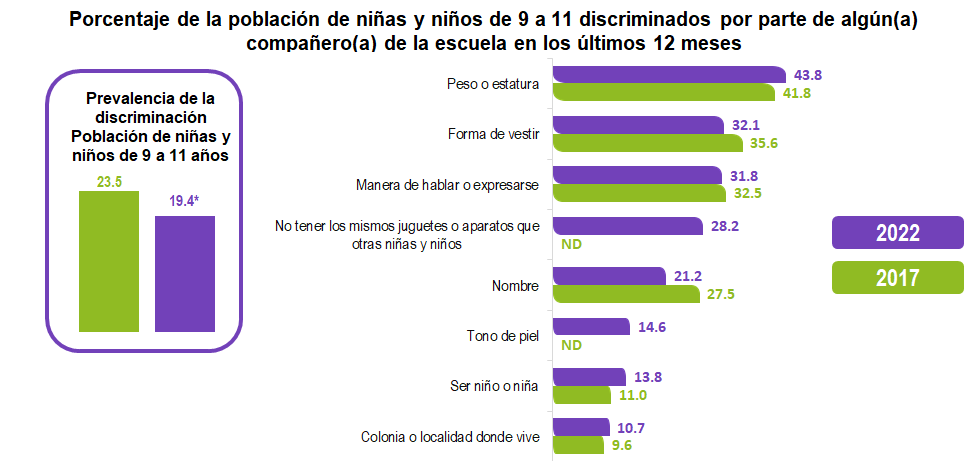 Porcentaje de la población de niñas y niños de 9 a 11 discriminados por parte de algún(a)
compañero(a) de la escuela en los últimos 12 meses
Prevalencia de la
discriminación
Población de niñas y
niños de 9 a 11 años
23.5
19.4*
Peso o estatura
43.8
41.8
Forma de vestir
32.1
35.6
Manera de hablar o expresarse
31.8
32.5
No tener los mismos juguetes o aparatos que
otras niñas y niños
28.2
ND
Nombre
21.2
27.5
Tono de piel
14.6
ND
Ser niño o niña
13.8
11.0
Colonia o localidad donde vive
10.7
9.6
2022
2017